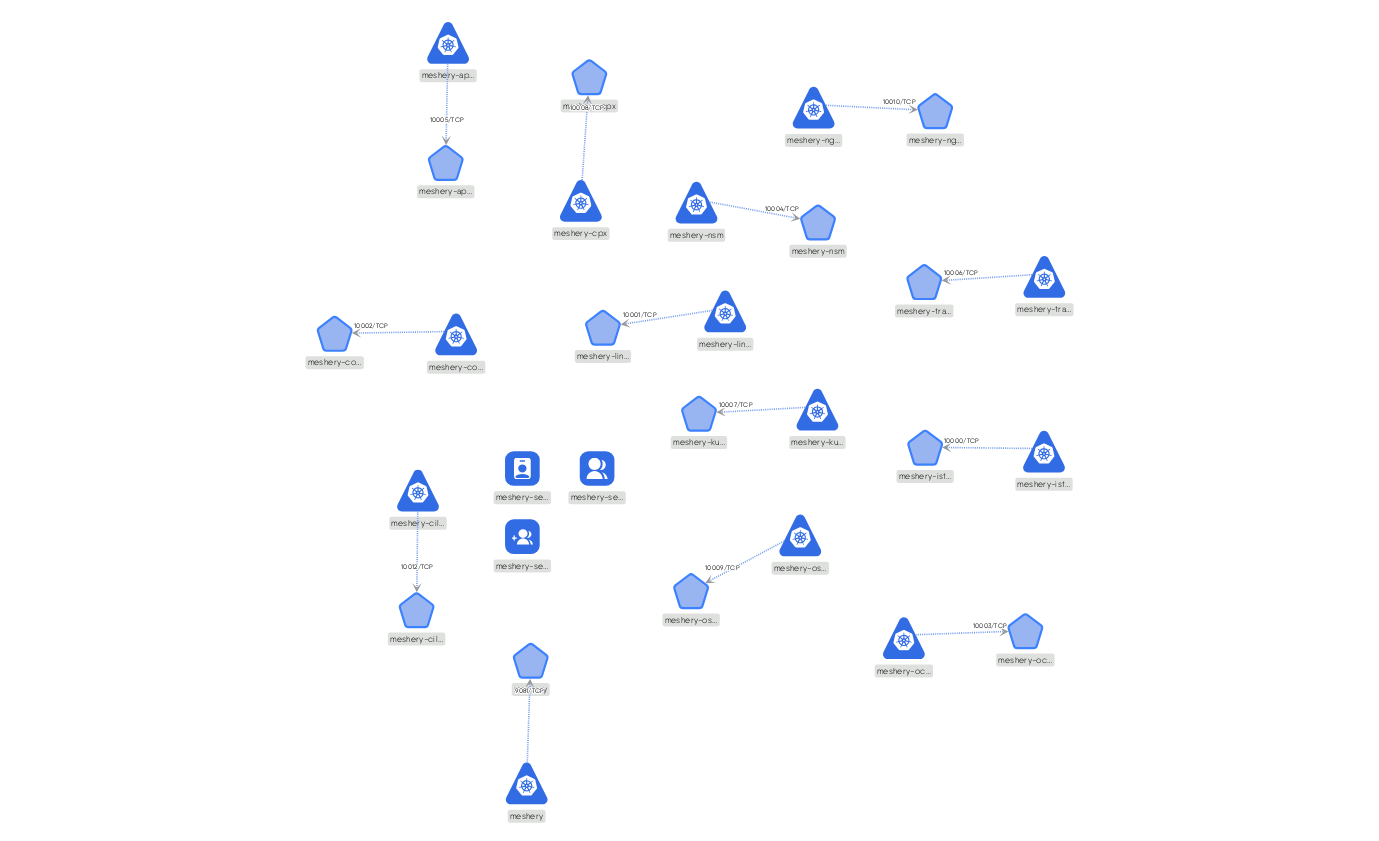 meshery-ap...
10005/TCP
meshery-ap...
10008/TCP
meshery-cpx
10010/TCP
meshery-ng...
meshery-ng...
10004/TCP
meshery-nsm
meshery-nsm
10006/TCP
meshery-tra...
meshery-tra...
10002/TCP
meshery-co...
meshery-co...
10001/TCP
meshery-lin...
meshery-lin...
10007/TCP
meshery-ku...
meshery-ku...
10000/TCP
meshery-ist...
meshery-ist...
meshery-se...
meshery-se...
meshery-se...
meshery-cil...
10012/TCP
meshery-cil...
10009/TCP
meshery-os...
meshery-os...
10003/TCP
meshery-oc...
meshery-oc...
9081/TCP
meshery